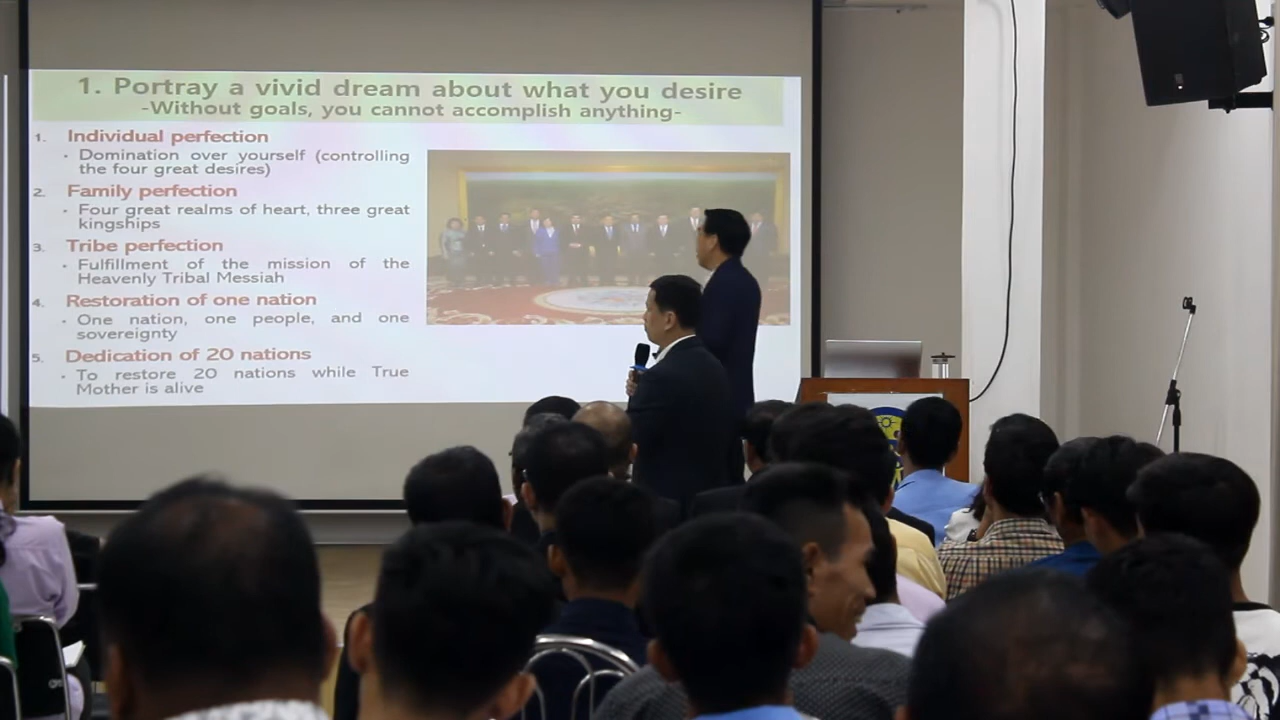 1. Portray a vivid dream about what you desire
-Without goals, you cannot accomplish anything-
1. Individual perfection
• Domination over yourself (controlling
the four great desires)
2. Family perfection
• Four great realms of heart, three great
kingships
3. Tribe perfection
• Fulfillment of the mission of the
Heavenly Tribal Messiah
4. Restoration of one nation
• One nation, one people, and one
sovereignty
5. Dedication of 20 nations
• To restore 20 nations while True
Mother is alive